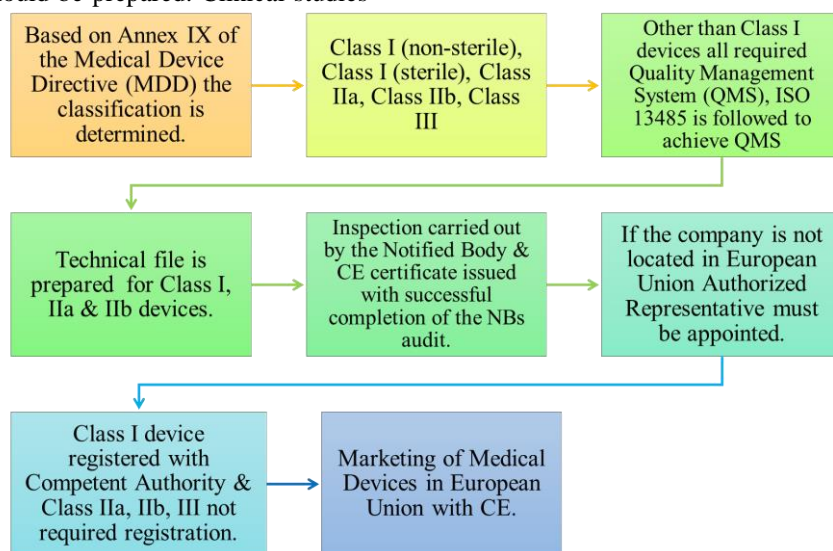 ould be prepared. Clinical studies
Based on Annex IX of
the Medical Device
Directive (MDD) the
classification is
determined.
Class I (non-sterile),
Class I (sterile), Class
IIa, Class IIb, Class
III
Other than Class I
devices all required
Quality Management
System (QMS), ISO
13485 is followed to
achieve QMS
Technical file is
prepared for Class I,
IIa & IIb devices.
Inspection carried out
by the Notified Body &
CE certificate issued
with successful
completion of the NBs
audit.
If the company is not
located in European
Union Authorized
Representative must
be appointed.
Class I device
registered with
Competent Authority &
Class IIa, IIb, III not
required registration.
Marketing of Medical
Devices in European
Union with CE.